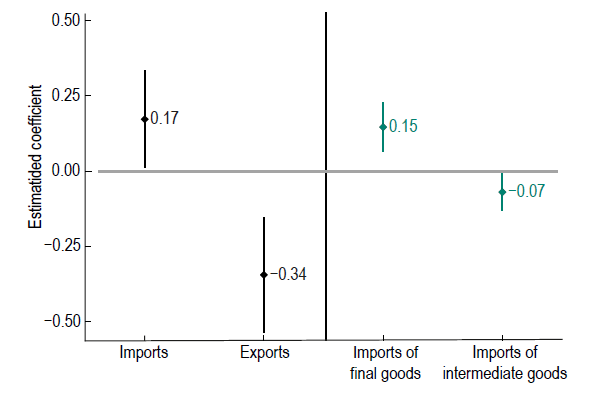 Estimatided coefficient
0.50
0.25
0.00
−0.25
−0.50
0.17
−0.34
0.15
−0.07
Imports
Exports
Imports of
final goods
Imports of
intermediate goods